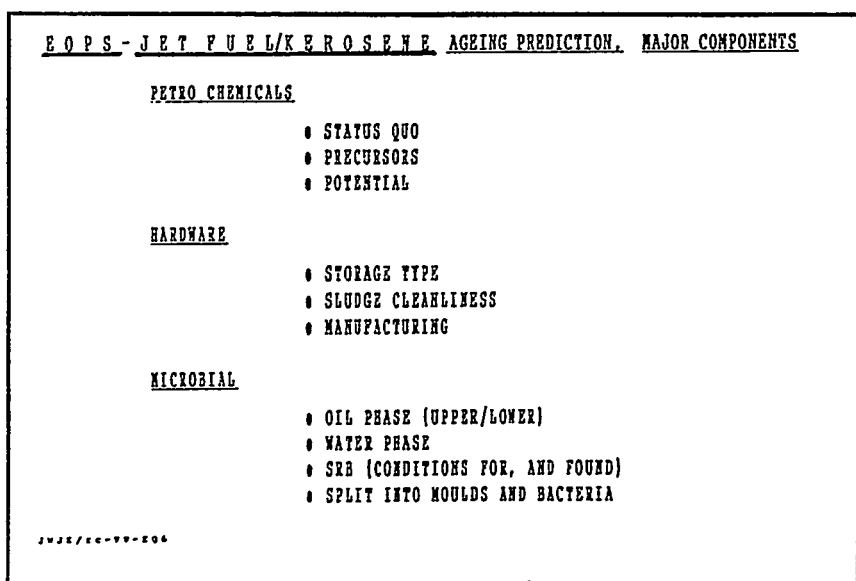 EOPS-JET FUEL/KEROSENE AGEING PREDICTION, MAJOR COMPONENTS
PETRO CHEMICALS
• STATUS QUO
• PRECURSORS
• POTENTIAL
HARDWARE
• STORAGE TYPE
• SLUDGE CLEANLINESS
• MANUFACTURING
MICROBIAL
• OIL PHASE (UPPER/LOWER)
• WATER PHASE
• SRB (CONDITIONS FOR, AND FOUND)
• SPLIT INTO MOULDS AND BACTERIA